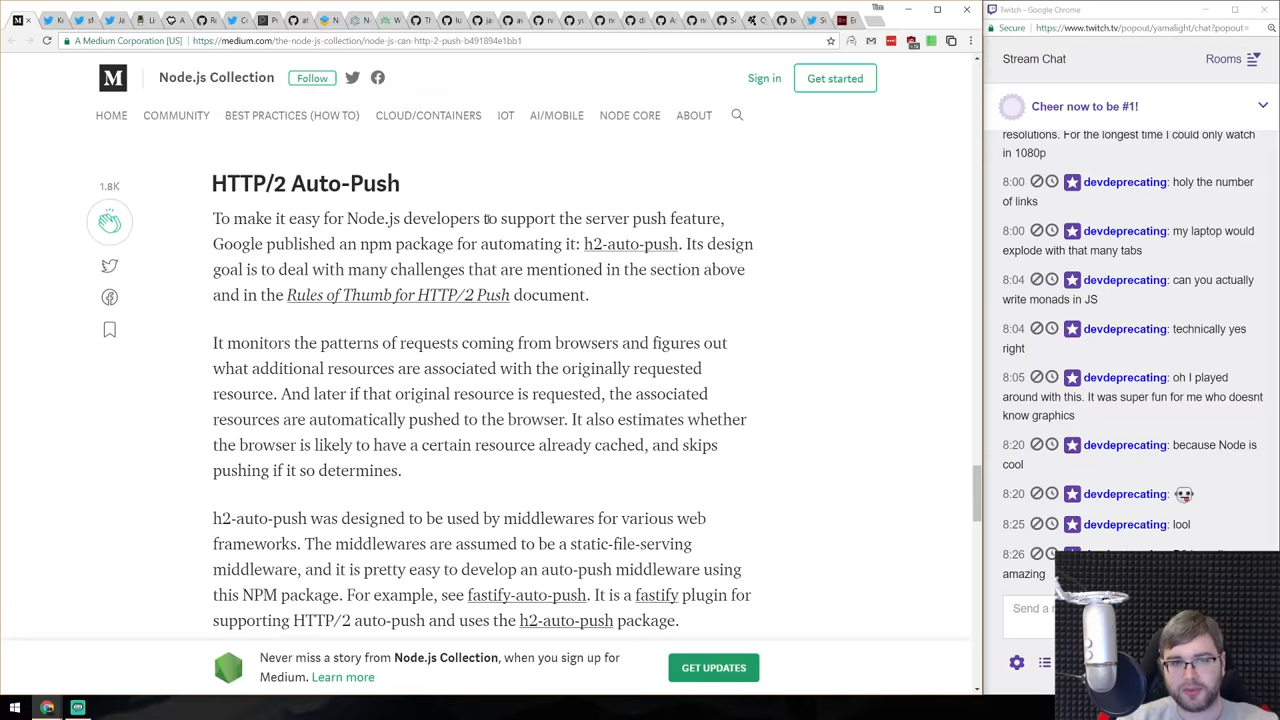 Tim
Twitch - Google Chrome
A Medium Corporation [US]
https://medium.com/the-node-js-collection/node-js-can-http-2-push-b491894e1bb1
Secure
https://www.twitch.tv/popout/yamalight/chat?popout=
M
Node.js Collection
Follow
Sign in
Get started
HOME
COMMUNITY
BEST PRACTICES (HOW TO)
CLOUD/CONTAINERS
IOT
AI/MOBILE
NODE CORE
ABOUT
1.8K
HTTP/2 Auto-Push
To make it easy for Node.js developers to support the server push feature,
Google published an npm package for automating it: h2-auto-push. Its design
goal is to deal with many challenges that are mentioned in the section above
and in the Rules of Thumb for HTTP/2 Push document.
It monitors the patterns of requests coming from browsers and figures out
what additional resources are associated with the originally requested
resource. And later if that original resource is requested, the associated
resources are automatically pushed to the browser. It also estimates whether
the browser is likely to have a certain resource already cached, and skips
pushing if it so determines.
h2-auto-push was designed to be used by middlewares for various web
frameworks. The middlewares are assumed to be a static-file-serving
middleware, and it is pretty easy to develop an auto-push middleware using
this NPM package. For example, see fastify-auto-push. It is a fastify plugin for
supporting HTTP/2 auto-push and uses the h2-auto-push package.
Never miss a story from Node.js Collection, when you sign up for
Medium. Learn more
GET UPDATES
Stream Chat
Rooms
Cheer now to be #1!
resolutions. For the longest time I could only watch
in 1080p
8:00 devdeprecating: holy the number
of links
8:00 devdeprecating: my laptop would
explode with that many tabs
8:04 devdeprecating: can you actually
write monads in JS
8:04 devdeprecating: technically yes
right
8:05 devdeprecating: oh I played
around with this. It was super fun for me who doesnt
know graphics
8:20 devdeprecating: because Node is
cool
8:20 devdeprecating:
8:25 devdeprecating: lool
8:26
amazing
Send a